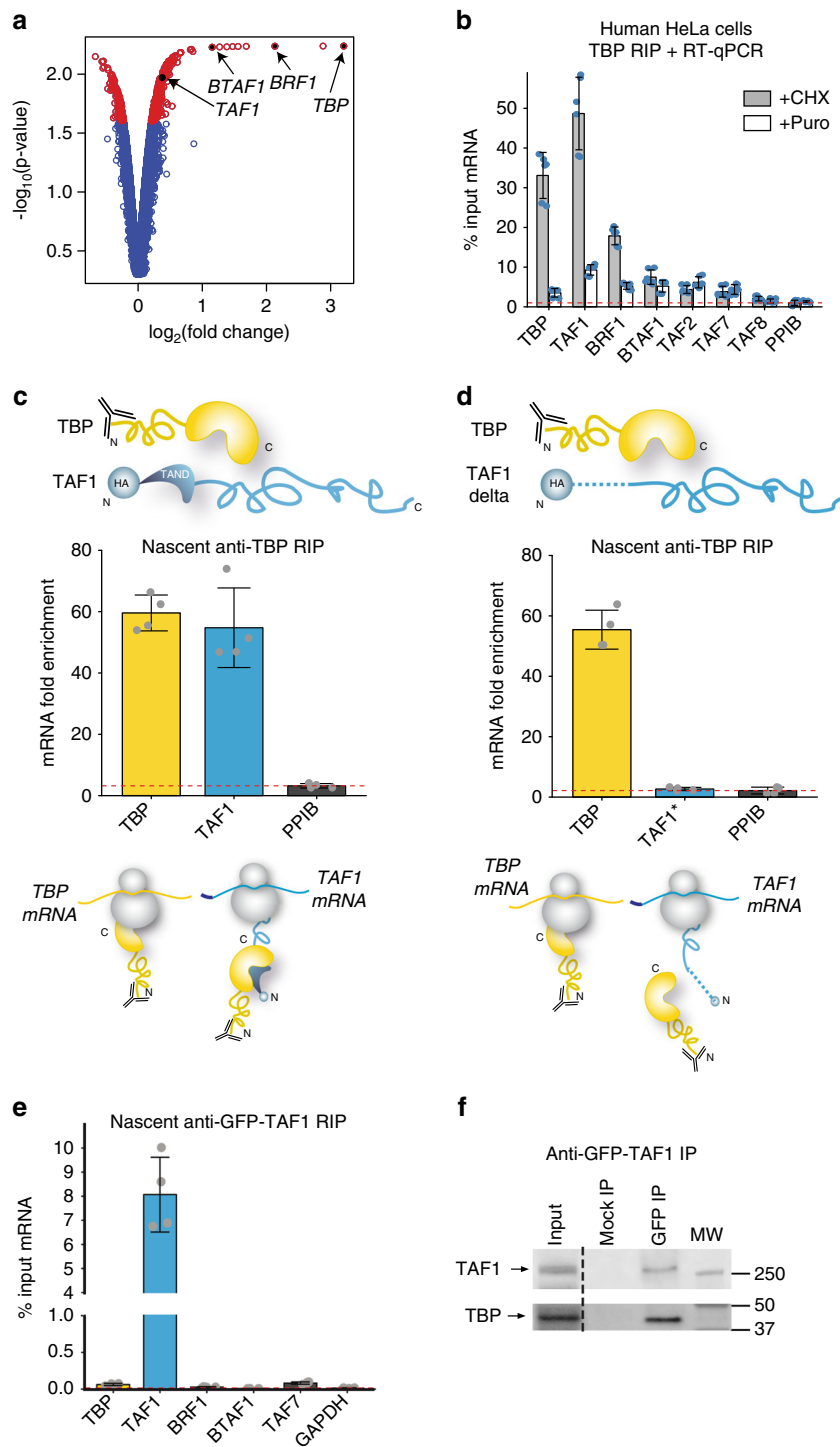 a
-log10(p-value)
2.0
1.5
1.0
0.5
BTAF1
TAF1
BRF1
TBP
0 1 2 3
log2(fold change)
b
Human HeLa cells
TBP RIP + RT-qPCR
+CHX
+Puro
% input mRNA
50
40
30
20
10
0
TBP
TAF1
BRF1
BTAF1
TAF2
TAF7
TAF8
PPIB
c
TBP
N
C
TAF1
HA
TAND
N
C
Nascent anti-TBP RIP
mRNA fold enrichment
80
60
40
20
0
TBP
TAF1
PPIB
TBP
mRNA
TAF1
mRNA
C
N
C
N
N
d
TBP
N
C
TAF1
delta
HA
N
Nascent anti-TBP RIP
mRNA fold enrichment
80
60
40
20
0
TBP
TAF1*
PPIB
TBP
mRNA
TAF1
mRNA
C
N
C
N
N
e
Nascent anti-GFP-TAF1 RIP
% input mRNA
10
9
8
7
6
5
4
1.0
0.5
0.0
TBP
TAF1
BRF1
BTAF1
TAF7
GAPDH
f
Anti-GFP-TAF1 IP
Input
Mock IP
GFP IP
MW
TAF1
250
TBP
50
37